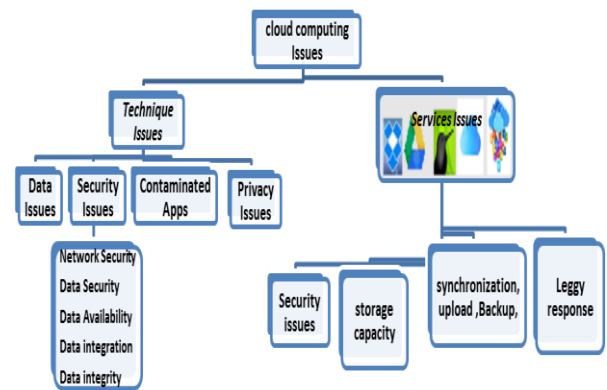 cloud computing
Issues
Technique
Issues
Services Issues
Data
Issues
Security
Issues
Contaminated
Apps
Privacy
Issues
Network Security
Data Security
Data Availability
Data integration
Data integrity
Security
issues
storage
capacity
synchronization,
upload ,Backup,
Leggy
response